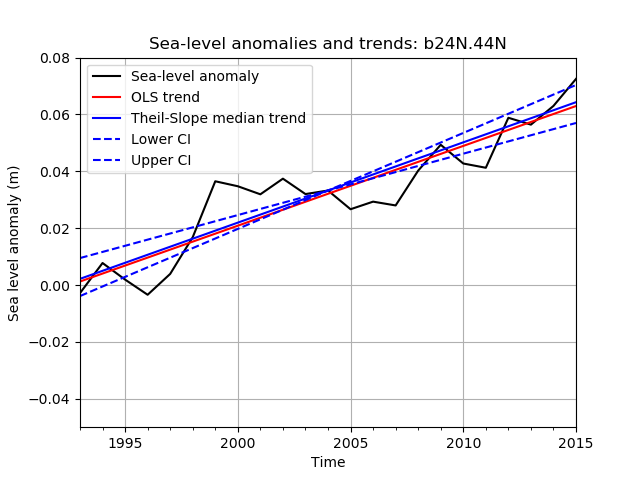 Sea-level anomalies and trends: b24N.44N
Sea-level anomaly
OLS trend
Theil-Slope median trend
Lower CI
Upper CI
0.08
0.06
0.04
0.02
0.00
−0.02
−0.04
Sea level anomaly (m)
1995
2000
2005
2010
2015
Time